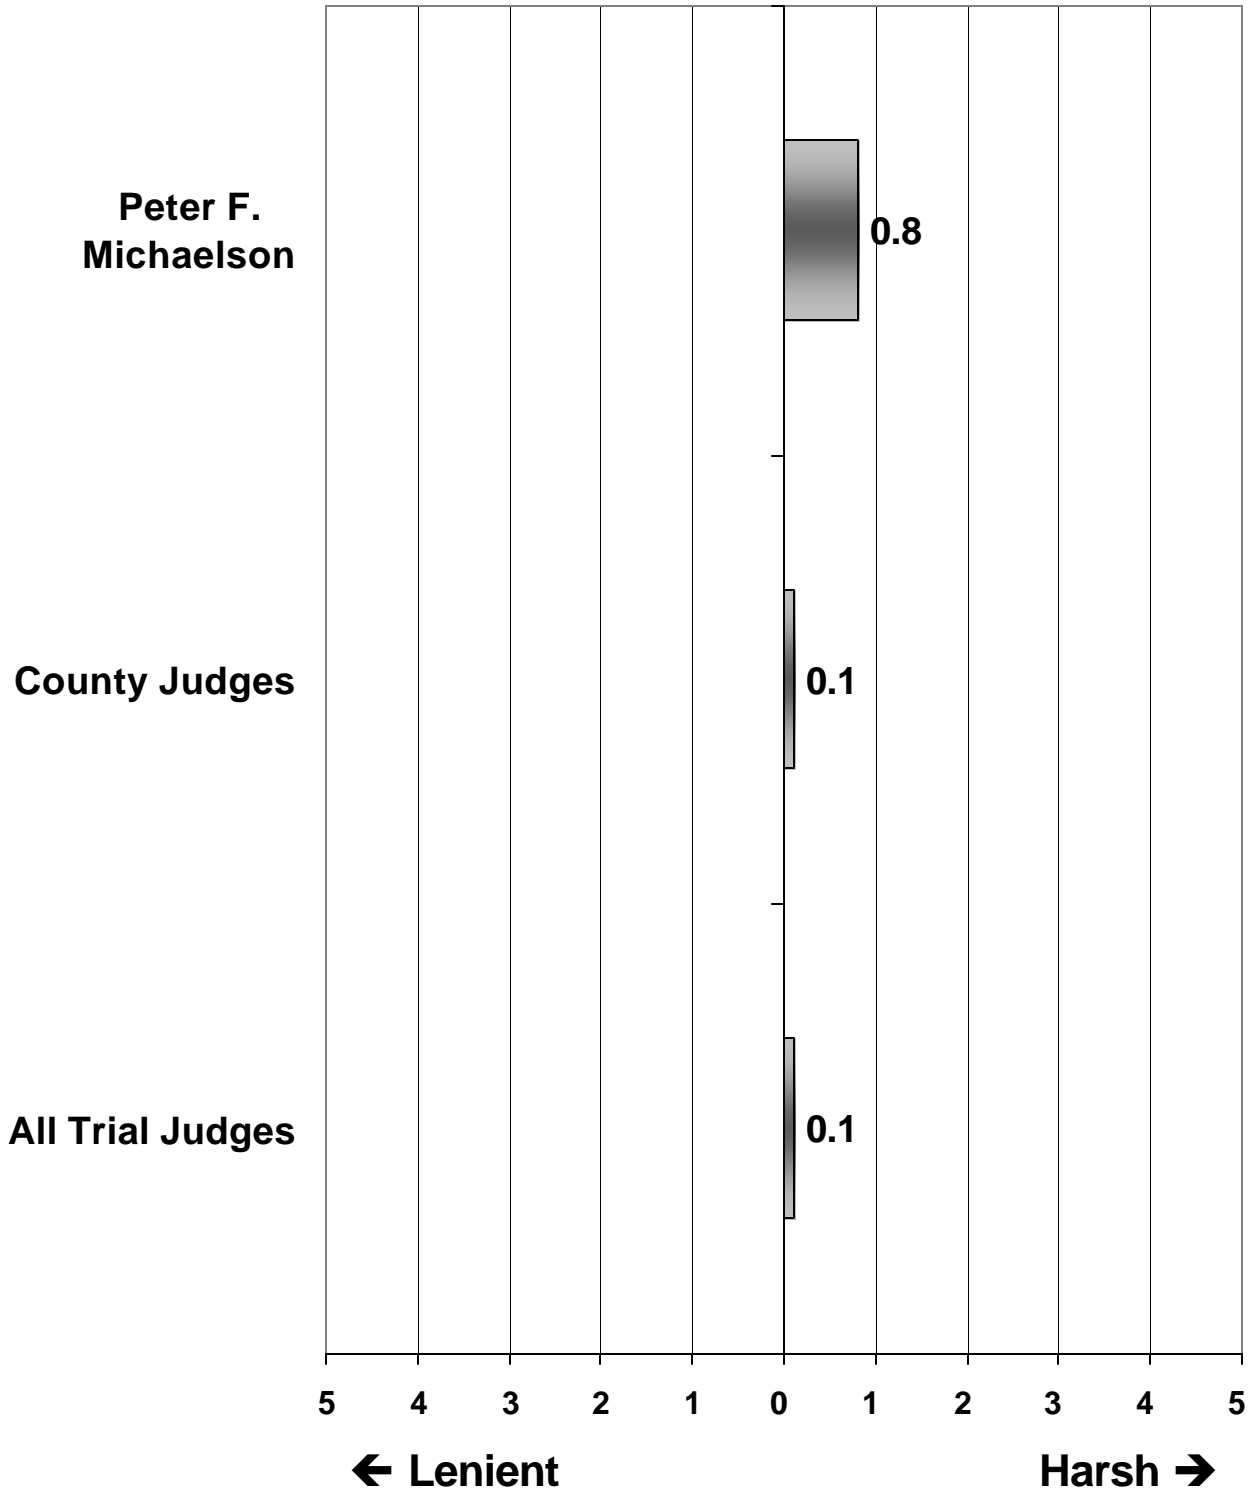 Peter F.
Michaelson
0.8
County Judges
0.1
All Trial Judges
0.1
5 4 3 2 1 0 1 2 3 4 5
← Lenient
Harsh →